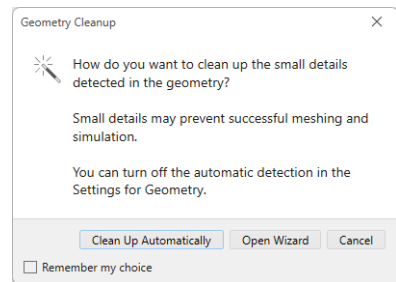 Geometry Cleanup
How do you want to clean up the small details
detected in the geometry?
Small details may prevent successful meshing and
simulation.
You can turn off the automatic detection in the
Settings for Geometry.
Clean Up Automatically
Open Wizard
Cancel
Remember my choice